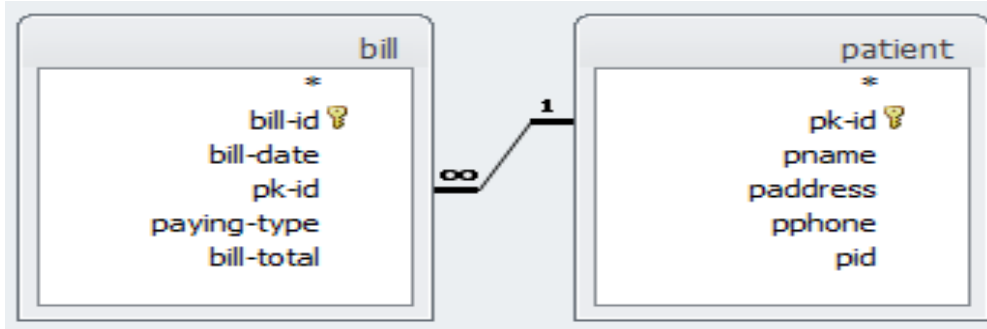 bill
*
bill-id
bill-date
pk-id
paying-type
bill-total
∞
1
patient
*
pk-id
pname
paddress
pphone
pid